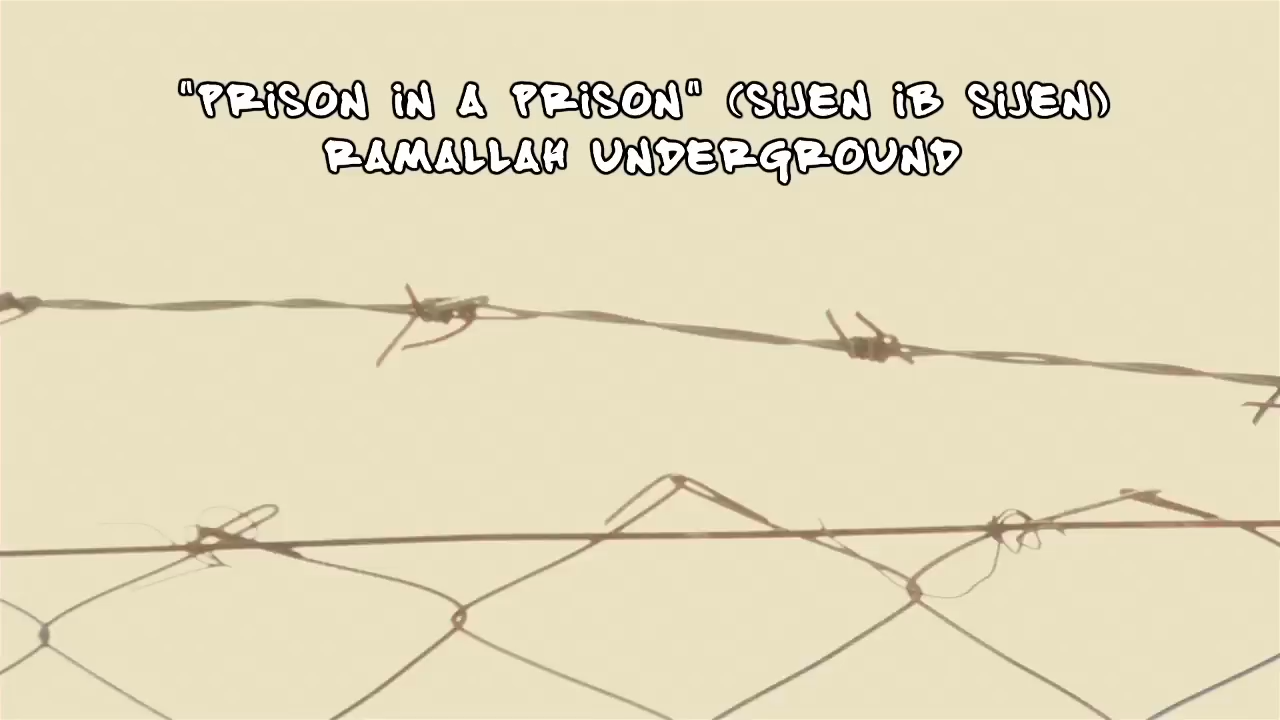 "PRISON IN A PRISON" (SIJEN IB SIJEN)
RAMALLAH UNDERGROUND